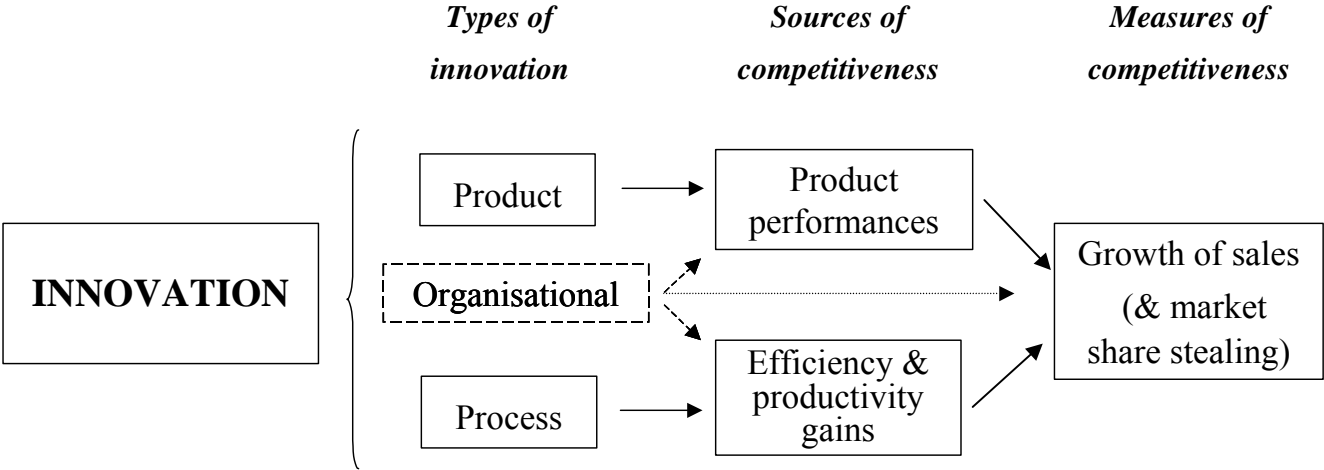 Types of
innovation
Sources of
competitiveness
Measures of
competitiveness
INNOVATION
Product
Organisational
Process
Product
performances
Efficiency &
productivity
gains
Growth of sales
(& market
share stealing)